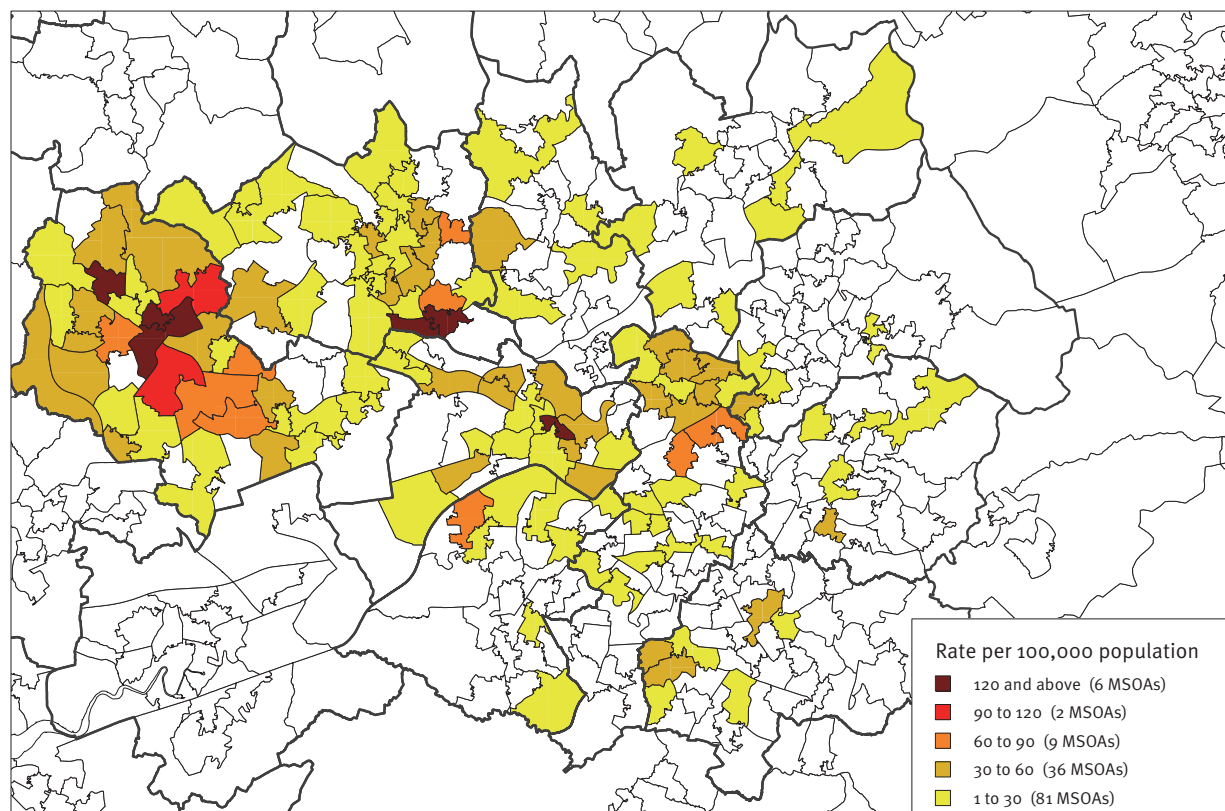 Rate per 100,000 population
120 and above (6 MSOAs)
90 to 120 (2 MSOAs)
60 to 90 (9 MSOAs)
30 to 60 (36 MSOAs)
1 to 30 (81 MSOAs)